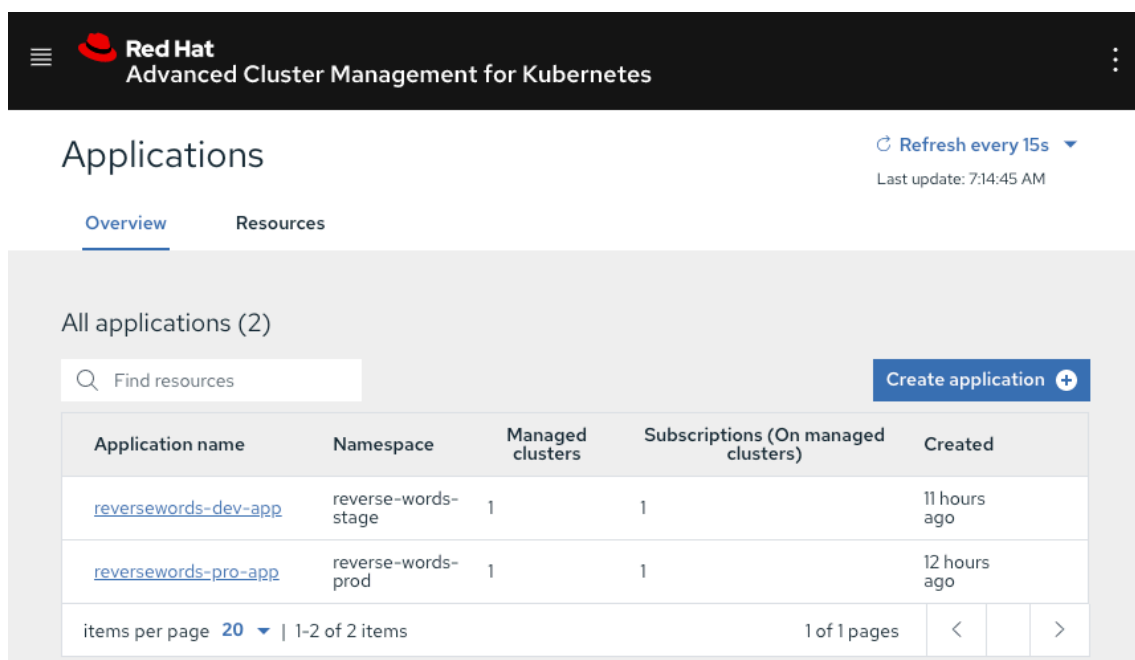 Red Hat
Advanced Cluster Management for Kubernetes
Applications
Refresh every 15s
Last update: 7:14:45 AM
Overview Resources
All applications (2)
Find resources
Create application
Application name Namespace Managed clusters Subscriptions (On managed clusters) Created
reversewords-dev-app reverse-words-stage 1 1 11 hours ago
reversewords-pro-app reverse-words-prod 1 1 12 hours ago
items per page 20 | 1-2 of 2 items 1 of 1 pages